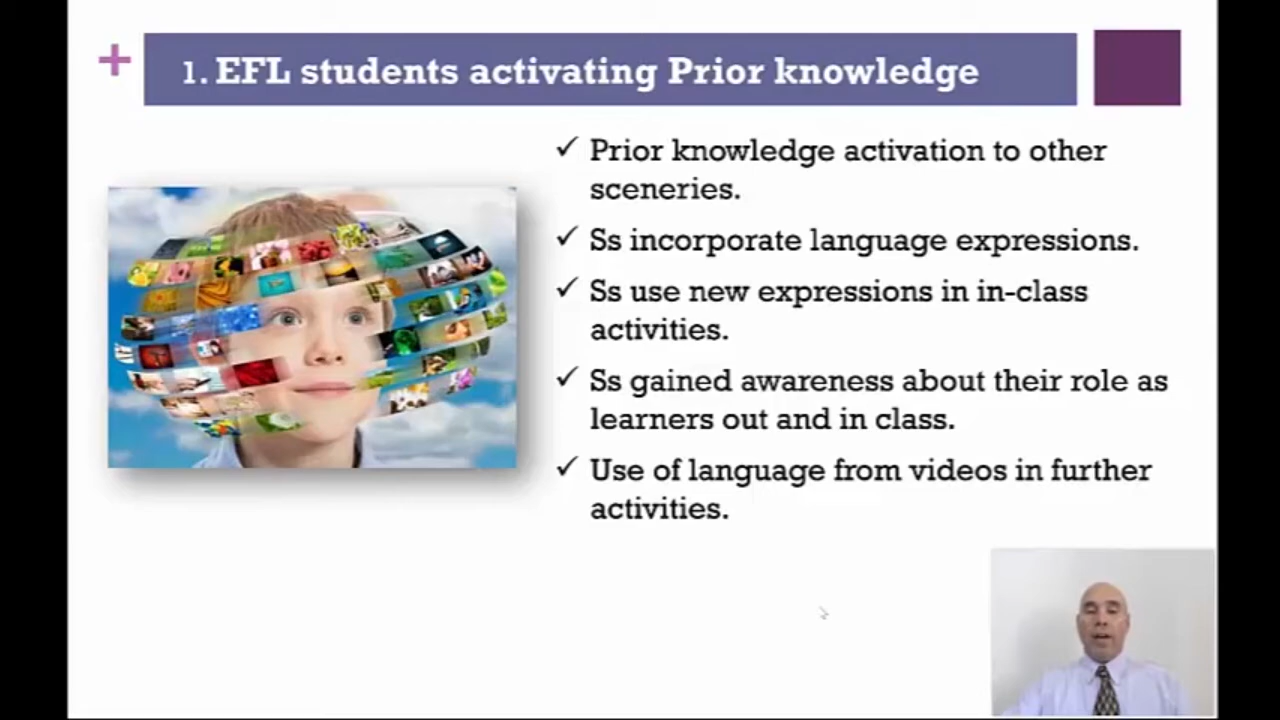 1. EFL students activating Prior knowledge
✓ Prior knowledge activation to other
sceneries.
✓ Ss incorporate language expressions.
✓ Ss use new expressions in in-class
activities.
✓ Ss gained awareness about their role as
learners out and in class.
✓ Use of language from videos in further
activities.